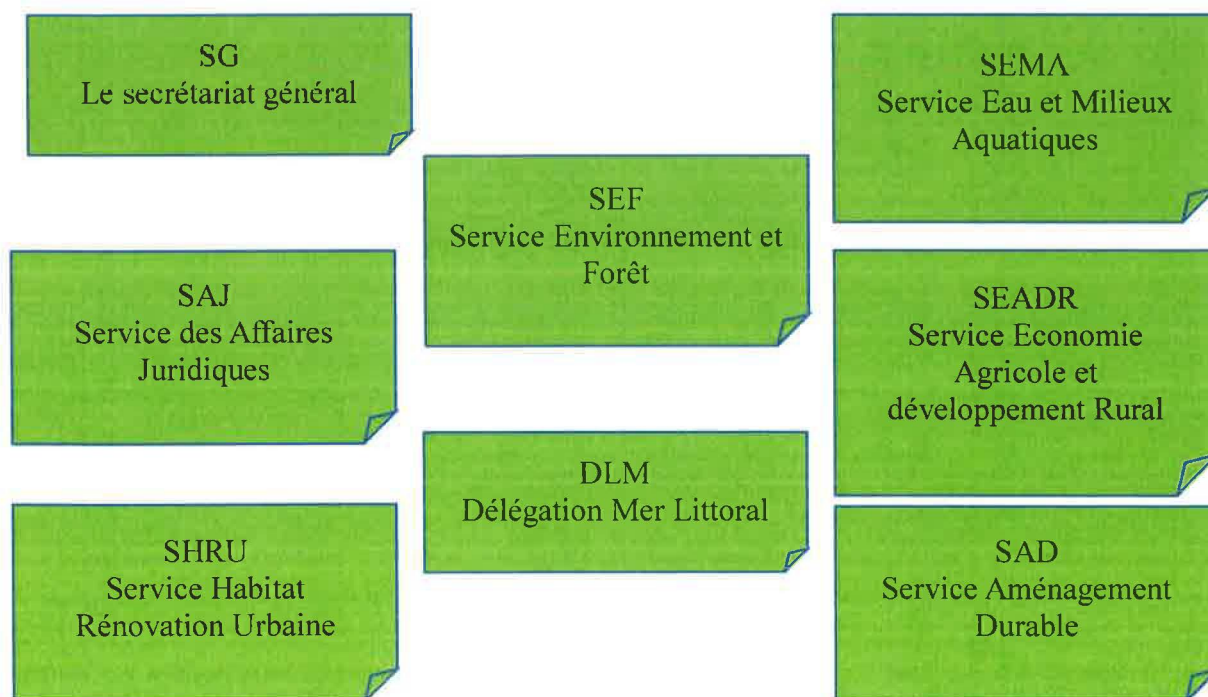 SG
Le secrétariat général
SEMA
Service Eau et Milieux
Aquatiques
SEF
Service Environnement et
Forêt
SAJ
Service des Affaires
Juridiques
SEADR
Service Economie
Agricole et
développement Rural
DLM
Délégation Mer Littoral
SHRU
Service Habitat
Rénovation Urbaine
SAD
Service Aménagement
Durable